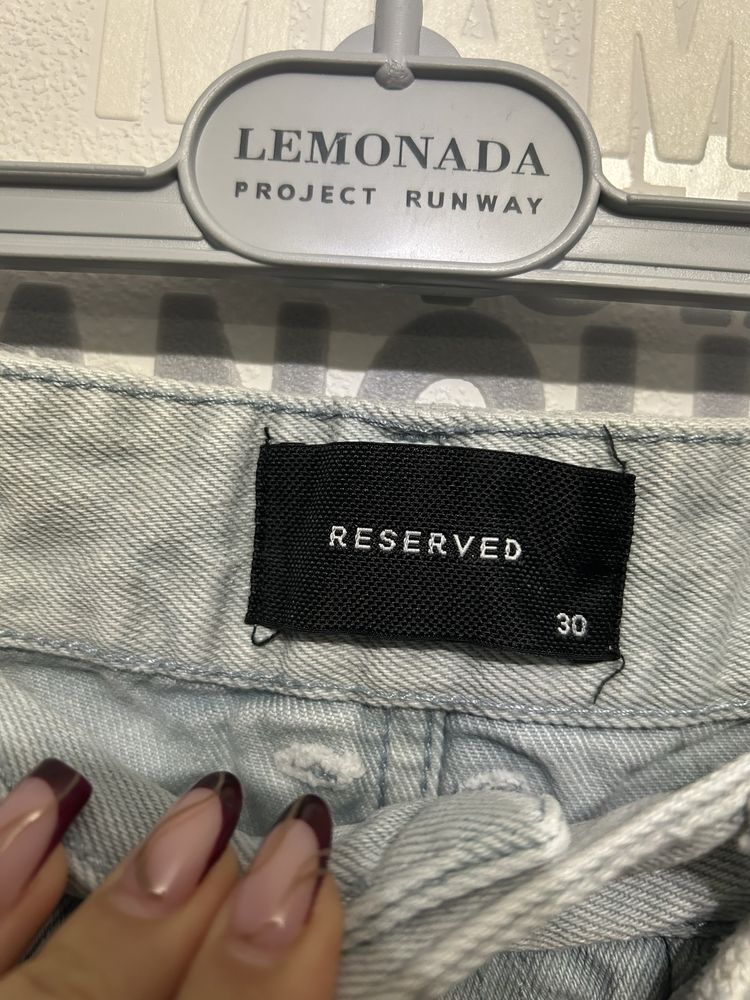 LEMONADA
PROJECT RUNWAY
RESERVED
30